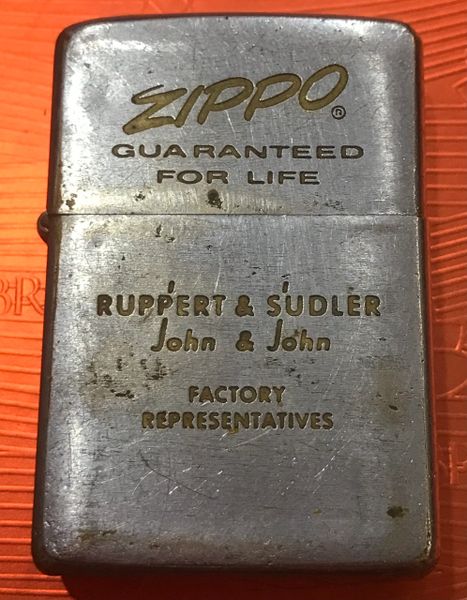 ZIPPO®
GUARANTEED
FOR LIFE
RUPPERT & SUDLER
John & John
FACTORY
REPRESENTATIVES